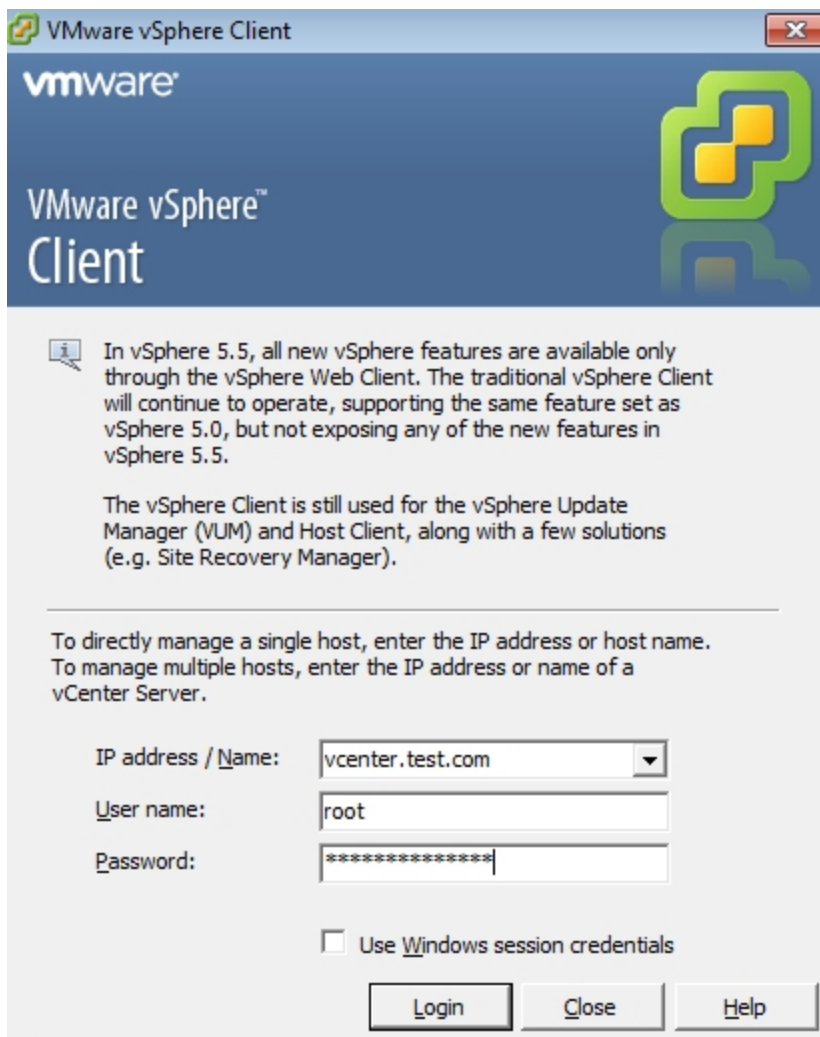 VMware vSphere Client
vmware
VMware vSphere™
Client
In vSphere 5.5, all new vSphere features are available only
through the vSphere Web Client. The traditional vSphere Client
will continue to operate, supporting the same feature set as
vSphere 5.0, but not exposing any of the new features in
vSphere 5.5.
The vSphere Client is still used for the vSphere Update
Manager (VUM) and Host Client, along with a few solutions
(e.g. Site Recovery Manager).
To directly manage a single host, enter the IP address or host name.
To manage multiple hosts, enter the IP address or name of a
vCenter Server.
IP address / Name: vcenter.test.com
User name: root
Password: **************
Use Windows session credentials
Login Close Help